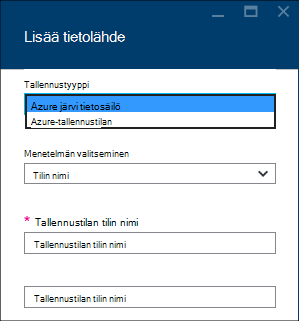 Lisää tietolähde
Tallennustyyppi
Azure järvi tietosäilö
Azure-tallennustilan
Menetelmän valitseminen
Tilin nimi
* Tallennustilan tilin nimi
Tallennustilan tilin nimi
Tallennustilan tilin nimi